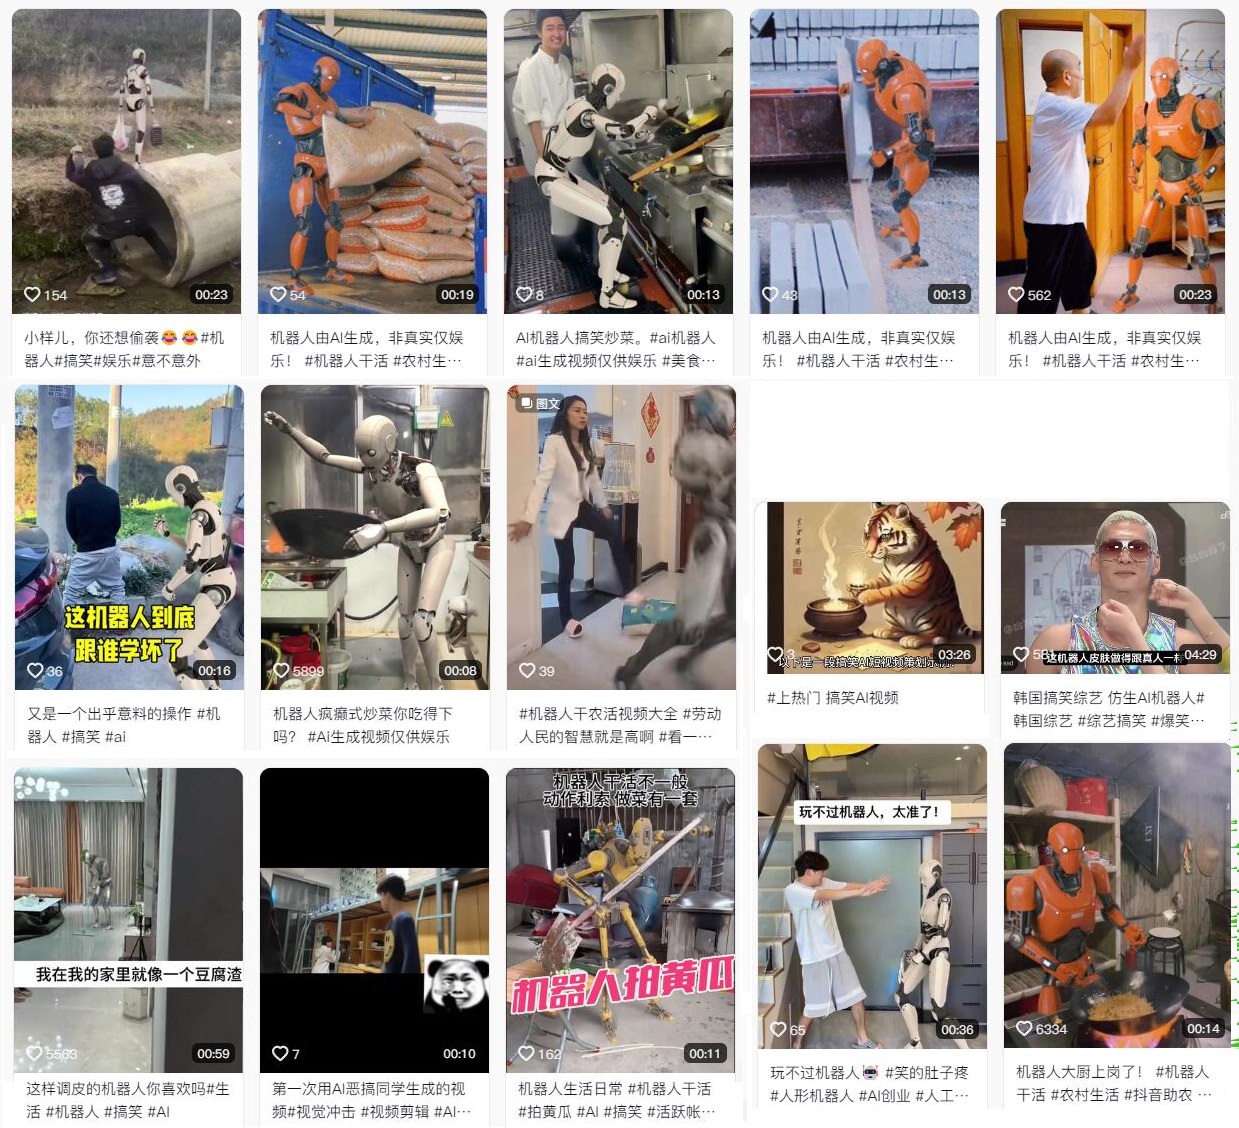 154
00:23
小样儿，你还想偷袭😂😂#机
器人#搞笑#娱乐#意不意外
54
00:19
机器人由AI生成，非真实仅娱
乐！ #机器人干活 #农村生…
8
00:13
AI机器人搞笑炒菜。#ai机器人
#ai生成视频仅供娱乐 #美食…
43
00:13
机器人由AI生成，非真实仅娱
乐！ #机器人干活 #农村生…
562
00:23
机器人由AI生成，非真实仅娱
乐！ #机器人干活 #农村生…
这机器人到底
跟谁学坏了
36
00:16
又是一个出乎意料的操作 #机
器人 #搞笑 #ai
5899
00:08
机器人疯癫式炒菜你吃得下
吗？ #Ai生成视频仅供娱乐
图文
39
#机器人干农活视频大全 #劳动
人民的智慧就是高啊 #看一…
3
03:26
以下是一段搞笑AI短视频策划示例：
#上热门 搞笑AI视频
04:29
这机器人皮肤做得跟真人一样
韩国搞笑综艺 仿生AI机器人#
韩国综艺 #综艺搞笑 #爆笑…
我在我的家里就像一个豆腐渣
5563
00:59
这样调皮的机器人你喜欢吗#生
活 #机器人 #搞笑 #AI
7
00:10
第一次用AI恶搞同学生成的视
频#视觉冲击 #视频剪辑 #AI…
机器人干活不一般
动作利索 做菜有一套
机器人拍黄瓜
162
00:11
机器人生活日常 #机器人干活
#拍黄瓜 #AI #搞笑 #活跃帐…
玩不过机器人，太准了！
65
00:36
玩不过机器人🤖 #笑的肚子疼
#人形机器人 #AI创业 #人工…
6334
00:14
机器人大厨上岗了！ #机器人
干活 #农村生活 #抖音助农 …